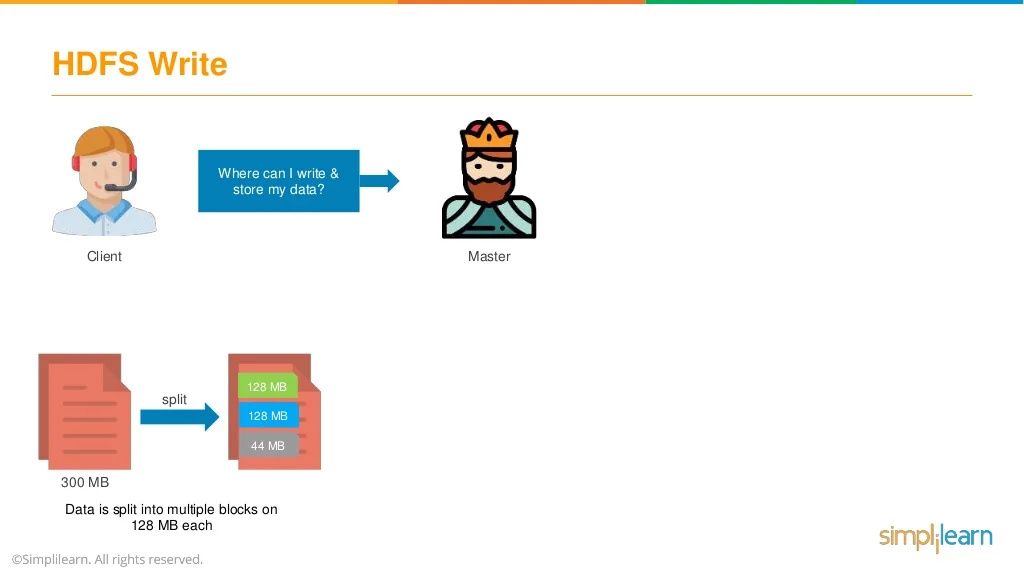 HDFS Write
Where can I write &
store my data?
Client
Master
split
128 MB
128 MB
44 MB
300 MB
Data is split into multiple blocks on
128 MB each
simplilearn
©Simplilearn. All rights reserved.